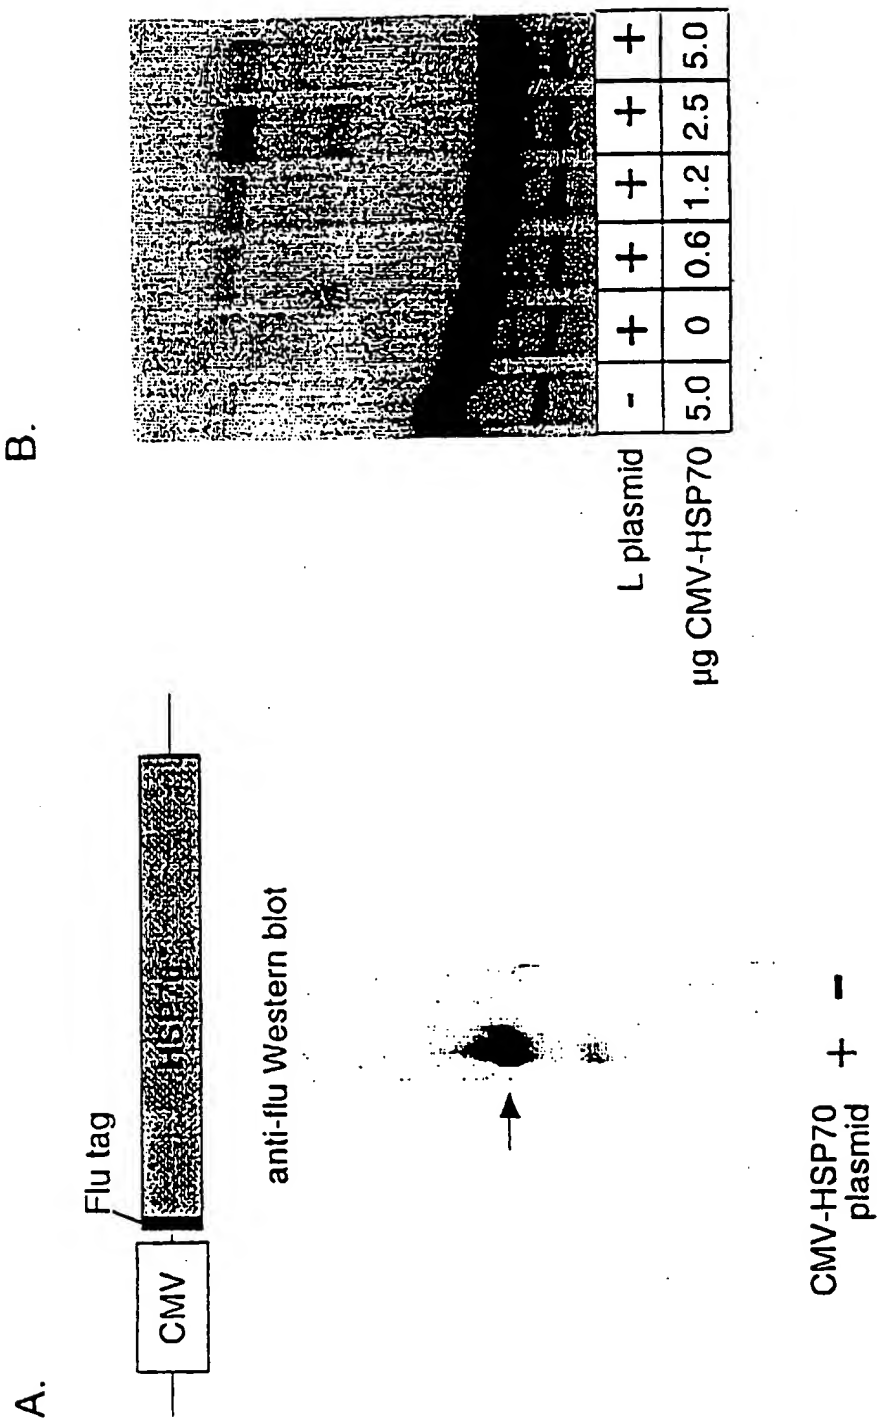 A.
CMV
Flu tag
HSP70
anti-flu Western blot
CMV-HSP70
plasmid
+ -
B.
L plasmid - + + + + +
µg CMV-HSP70 5.0 0 0.6 1.2 2.5 5.0